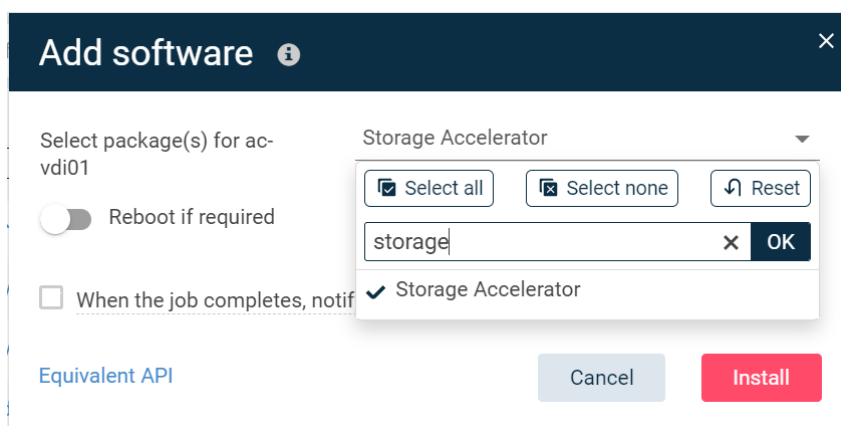 Add software
Select package(s) for ac-
vdi01
Storage Accelerator
Select all
Select none
Reset
Reboot if required
storage
OK
Storage Accelerator
When the job completes, notif
Equivalent API
Cancel
Install